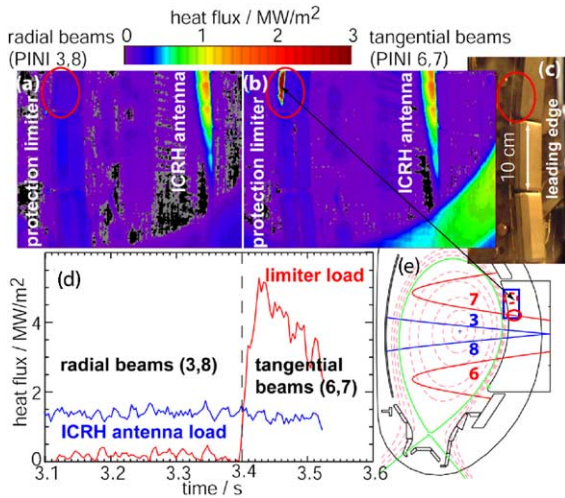 radial beams
(PINI 3,8)
heat flux / MW/m2
0 1 2 3
tangential beams
(PINI 6,7)
(a)
protection limiter
ICRH antenna
(b)
protection limiter
ICRH antenna
(c)
10 cm
leading edge
(d)
limiter load
radial beams (3,8)
tangential
beams (6,7)
ICRH antenna load
heat flux / MW/m2
4
2
0
3.1 3.2 3.3 3.4 3.5 3.6
time / s
(e)
7
3
8
6